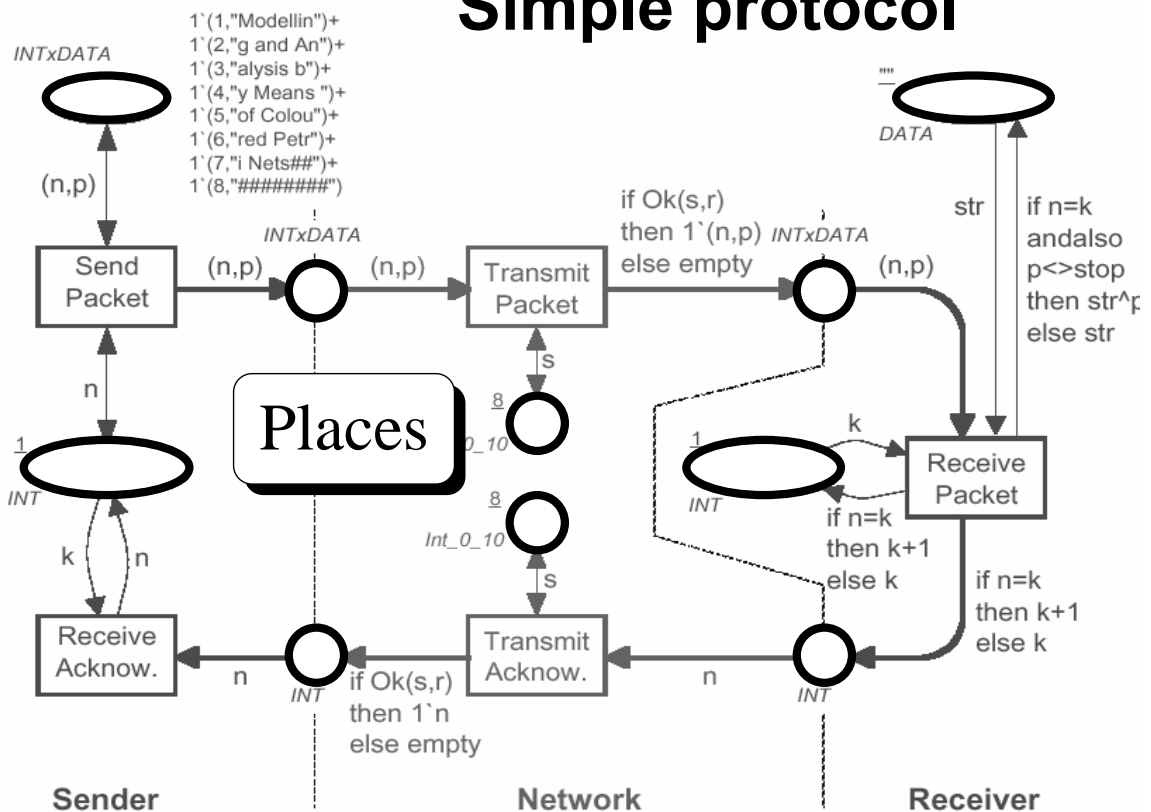 Simple protocol
INTxDATA
1`(1,"Modellin")+
1`(2,"g and An")+
1`(3,"alysis b")+
1`(4,"y Means ")+
1`(5,"of Colou")+
1`(6,"red Petr")+
1`(7,"i Nets##")+
1`(8,"########")
""
DATA
(n,p)
str
if n=k
andalso
p<>stop
then str^p
else str
if Ok(s,r)
then 1`(n,p)
else empty
INTxDATA
INTxDATA
Send
Packet
(n,p)
(n,p)
Transmit
Packet
(n,p)
n
s
Places
8
0_10
1
INT
1
INT
k
Receive
Packet
8
Int_0_10
if n=k
then k+1
else k
k
n
s
if n=k
then k+1
else k
Receive
Acknow.
n
INT
if Ok(s,r)
then 1`n
else empty
Transmit
Acknow.
n
INT
Sender
Network
Receiver